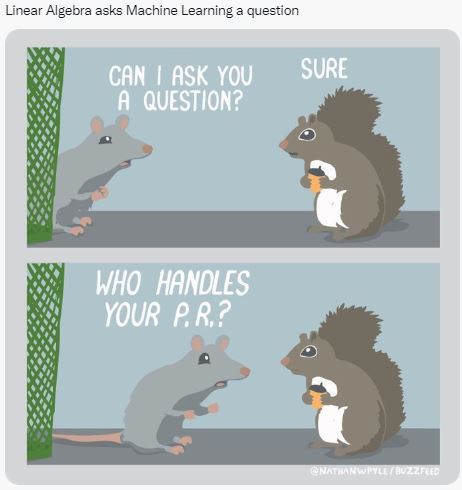 Linear Algebra asks Machine Learning a question
CAN I ASK YOU
A QUESTION?
SURE
WHO HANDLES
YOUR P.R.?
@NATHANWPYLE / BUZZFEED